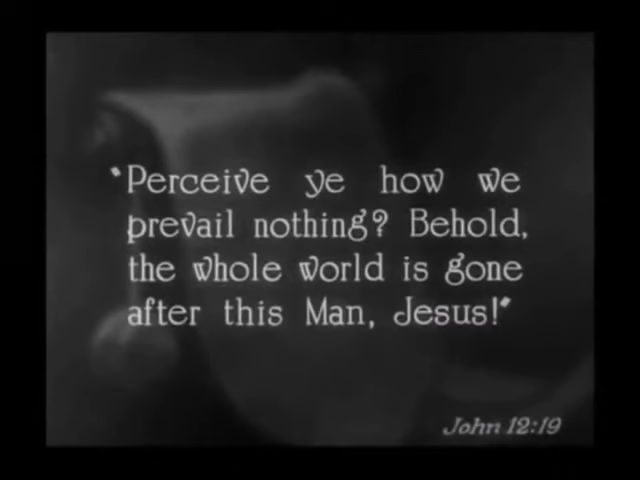 "Perceive ye how we
prevail nothing? Behold,
the whole world is gone
after this Man, Jesus!"
John 12:19